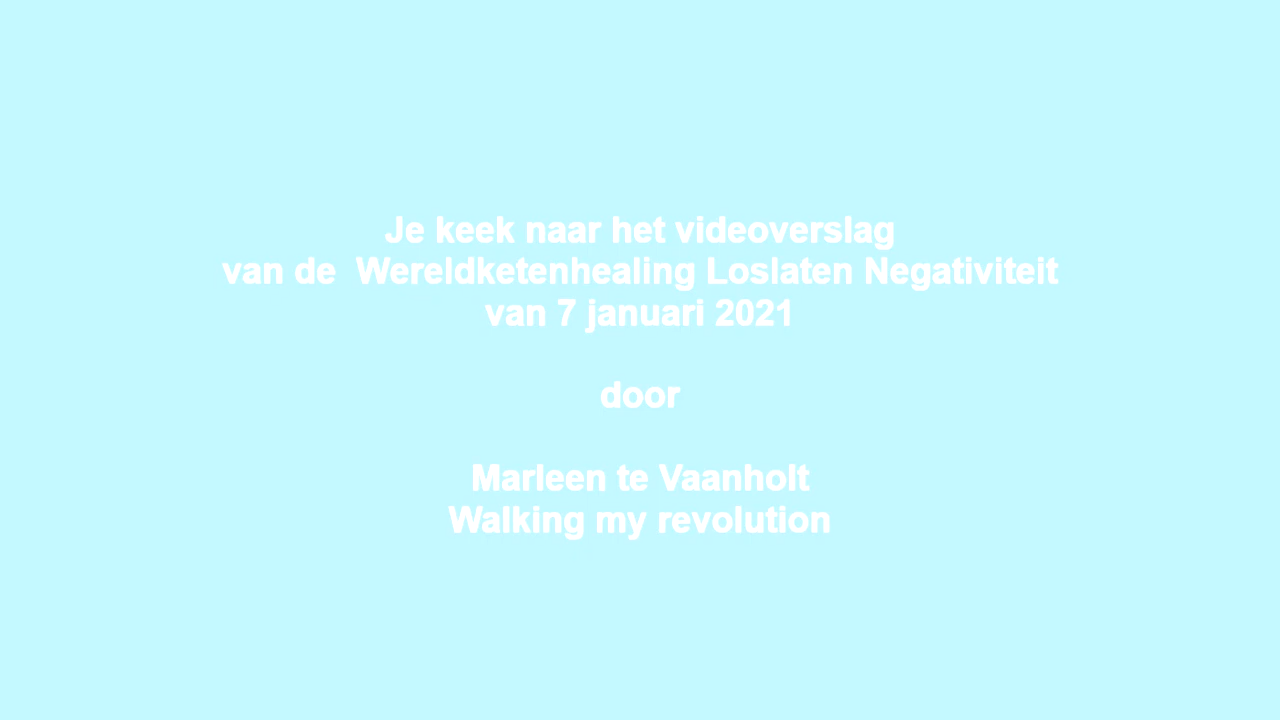 Je keek naar het videoverslag
van de  Wereldketenhealing Loslaten Negativiteit
van 7 januari 2021
door
Marleen te Vaanholt
Walking my revolution